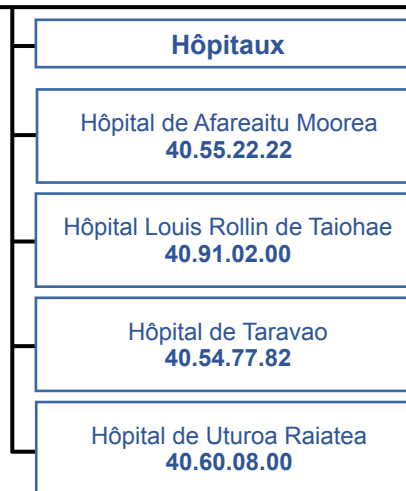 Hôpitaux
Hôpital de Afareaitu Moorea
40.55.22.22
Hôpital Louis Rollin de Taiohae
40.91.02.00
Hôpital de Taravao
40.54.77.82
Hôpital de Uturoa Raiatea
40.60.08.00